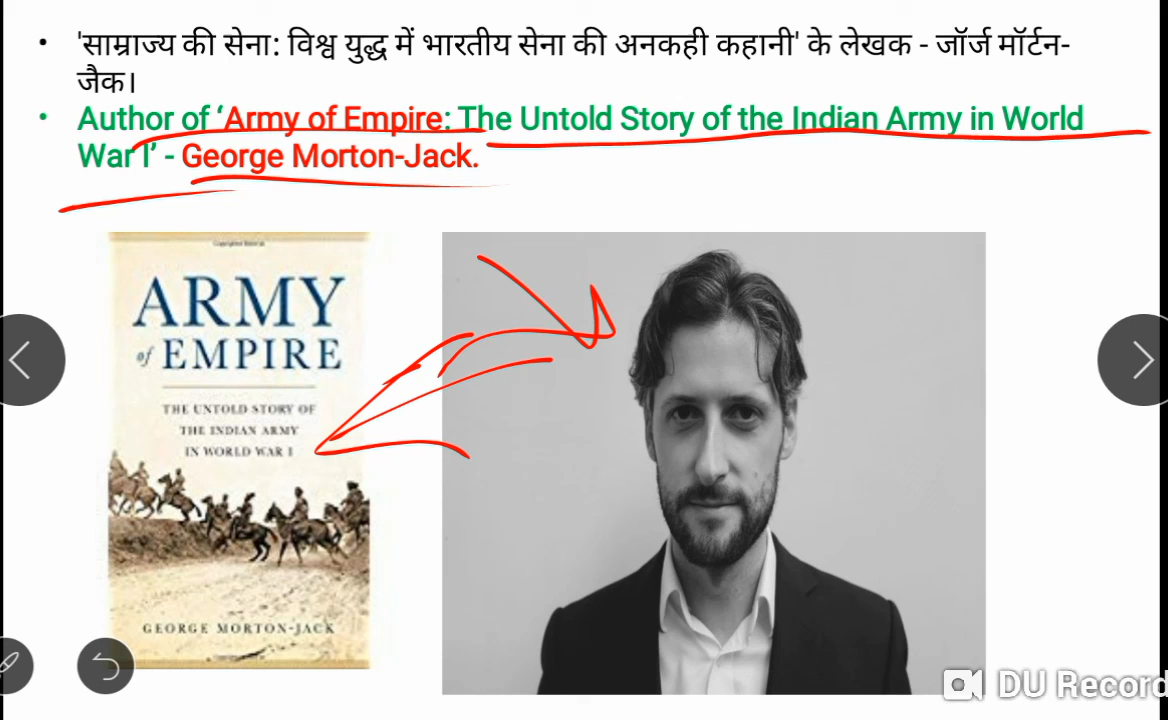 'साम्राज्य की सेना: विश्व युद्ध में भारतीय सेना की अनकही कहानी' के लेखक - जॉर्ज मॉर्टन-
जैक।
Author of ‘Army of Empire: The Untold Story of the Indian Army in World
War I’ - George Morton-Jack.
ARMY
of EMPIRE
THE UNTOLD STORY OF
THE INDIAN ARMY
IN WORLD WAR I
GEORGE MORTON-JACK
DU Record